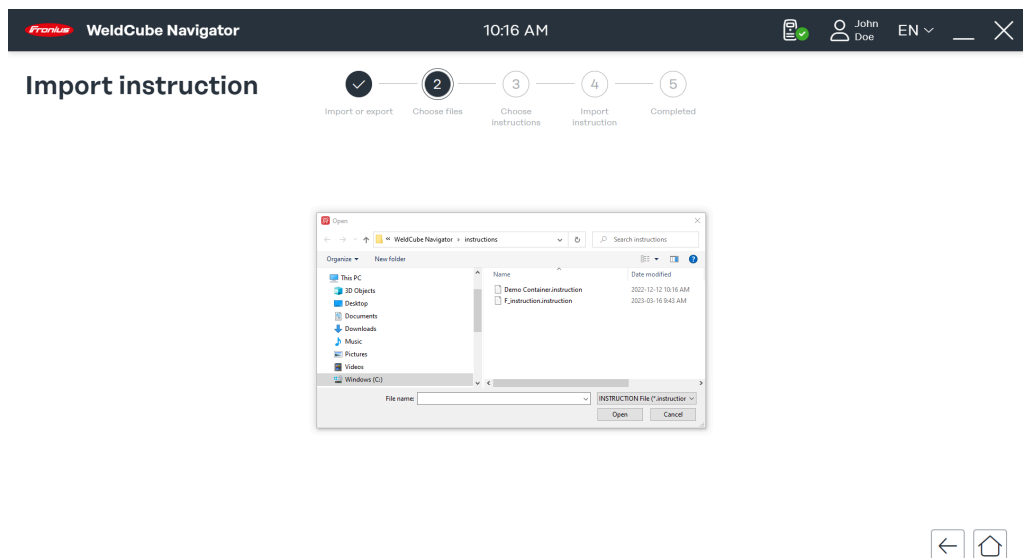 Fronius WeldCube Navigator 10:16 AM John Doe EN
Import instruction
2 3 4 5
Import or export Choose files Choose instructions Import instruction Completed
Open
« WeldCube Navigator › instructions Search instructions
Organize New folder
This PC Name Date modified
3D Objects Demo Container.instruction 2022-12-12 10:16 AM
Desktop F_instruction.instruction 2023-03-16 9:43 AM
Documents
Downloads
Music
Pictures
Videos
Windows (C:)
File name: INSTRUCTION File (*.instruction
Open Cancel